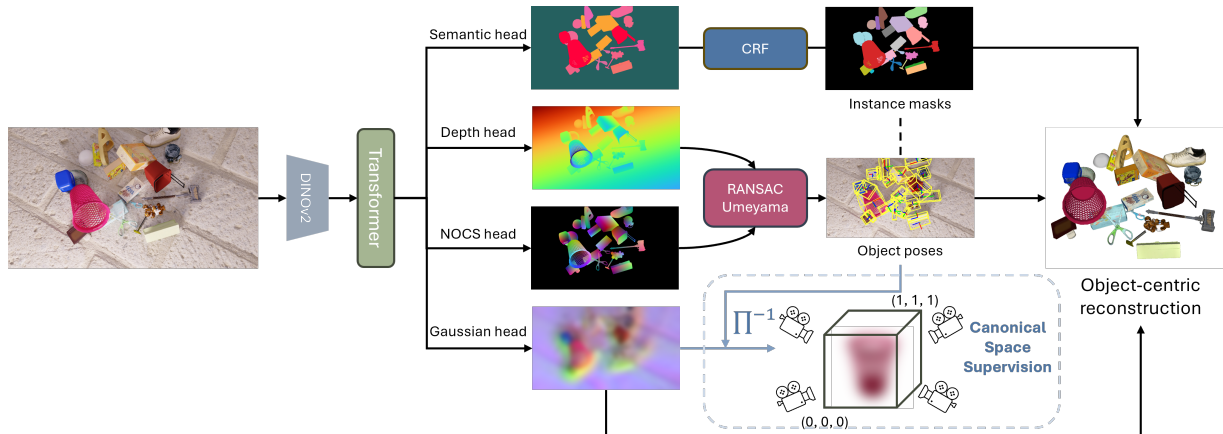 Semantic head
CRF
Instance masks
Depth head
DINOv2
Transformer
RANSAC
Umeyama
NOCS head
Object poses
Object-centric
reconstruction
Gaussian head
∏⁻¹
(1, 1, 1)
Canonical
Space
Supervision
(0, 0, 0)